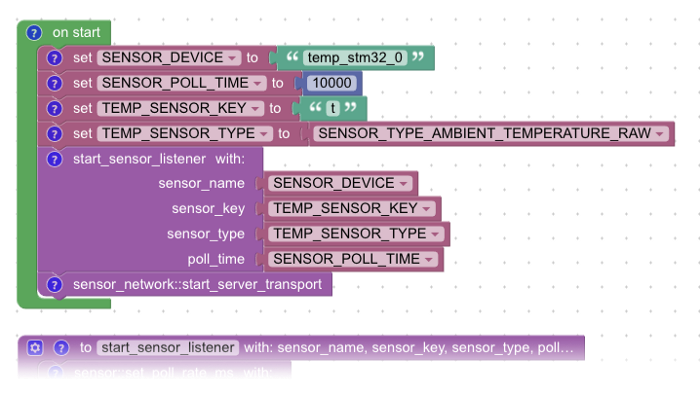 ? on start
? set SENSOR_DEVICE to “ temp_stm32_0 ”
? set SENSOR_POLL_TIME to 10000
? set TEMP_SENSOR_KEY to “ t ”
? set TEMP_SENSOR_TYPE to SENSOR_TYPE_AMBIENT_TEMPERATURE_RAW
? start_sensor_listener with:
sensor_name SENSOR_DEVICE
sensor_key TEMP_SENSOR_KEY
sensor_type TEMP_SENSOR_TYPE
poll_time SENSOR_POLL_TIME
? sensor_network::start_server_transport
? to start_sensor_listener with: sensor_name, sensor_key, sensor_type, poll...
sensor::set_poll_rate_ms with: